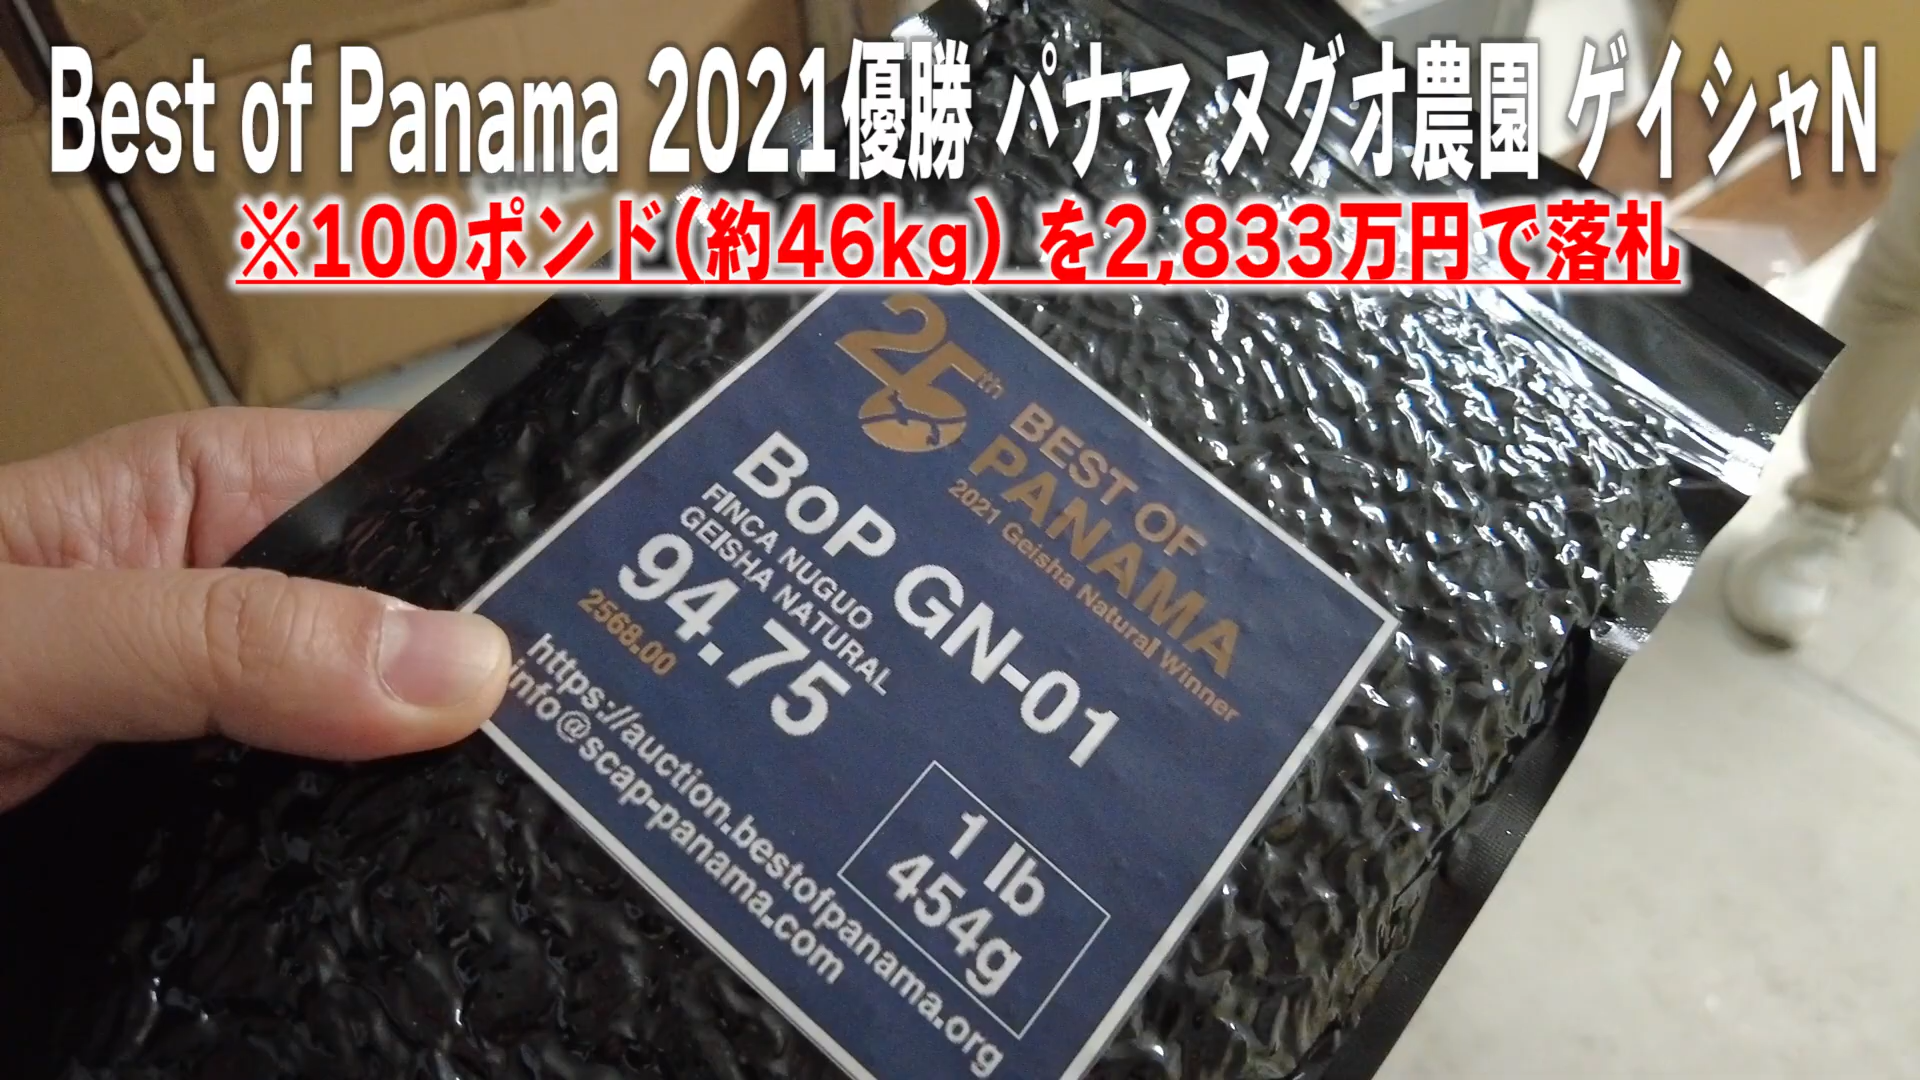 Best of Panama 2021優勝 パナマ ヌグオ農園 ゲイシャN
※100ポンド(約46kg) を2,833万円で落札
25th
BEST OF
PANAMA
2021 Geisha Natural Winner
BoP GN-01
FINCA NUGUO
GEISHA NATURAL
94.75
2568.00
1 lb
454g
https://auction.bestofpanama.org
info@scap-panama.com